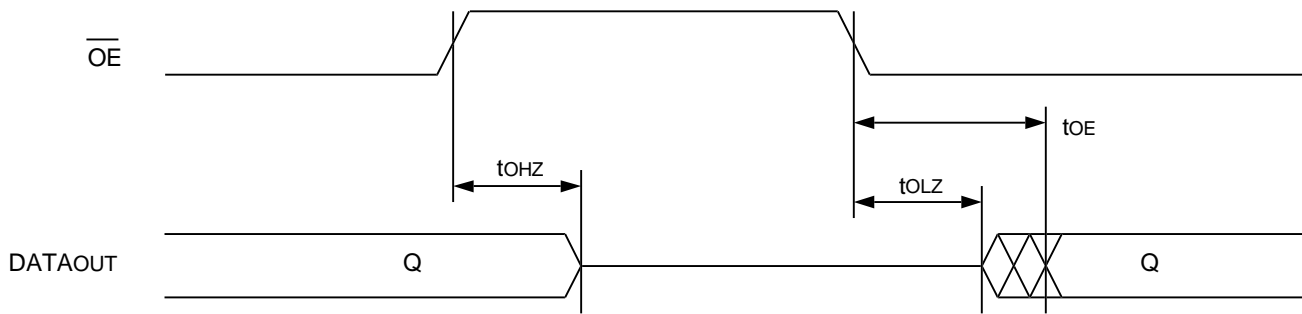 OE
tOE
tOHZ
tOLZ
DATAOUT
Q
Q